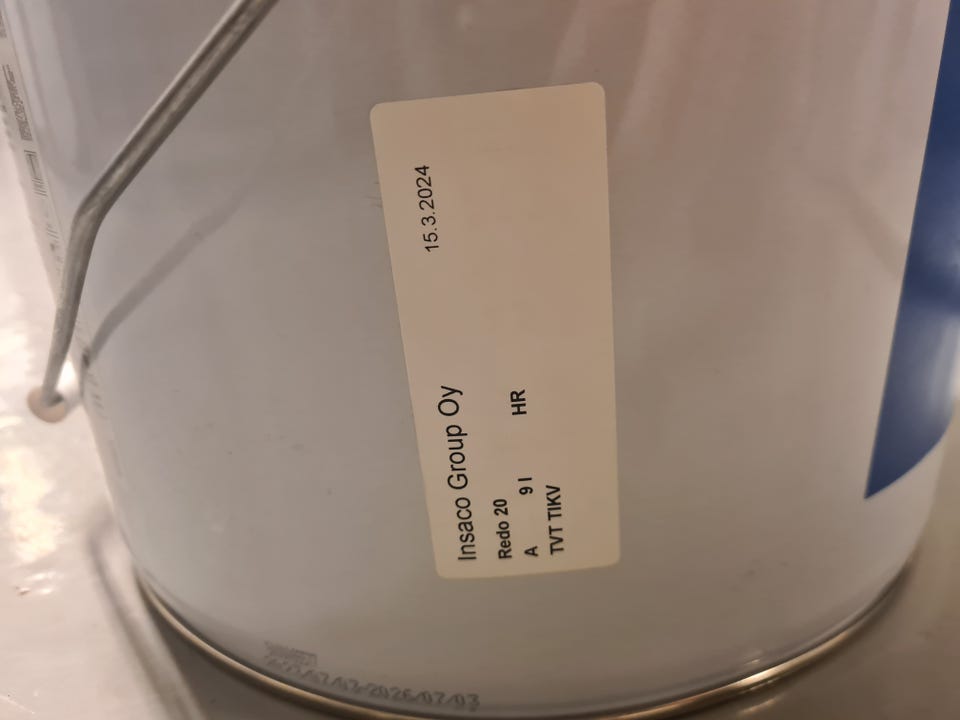 Insaco Group Oy 15.3.2024
Redo 20
A 9 l HR
TVT TIKV